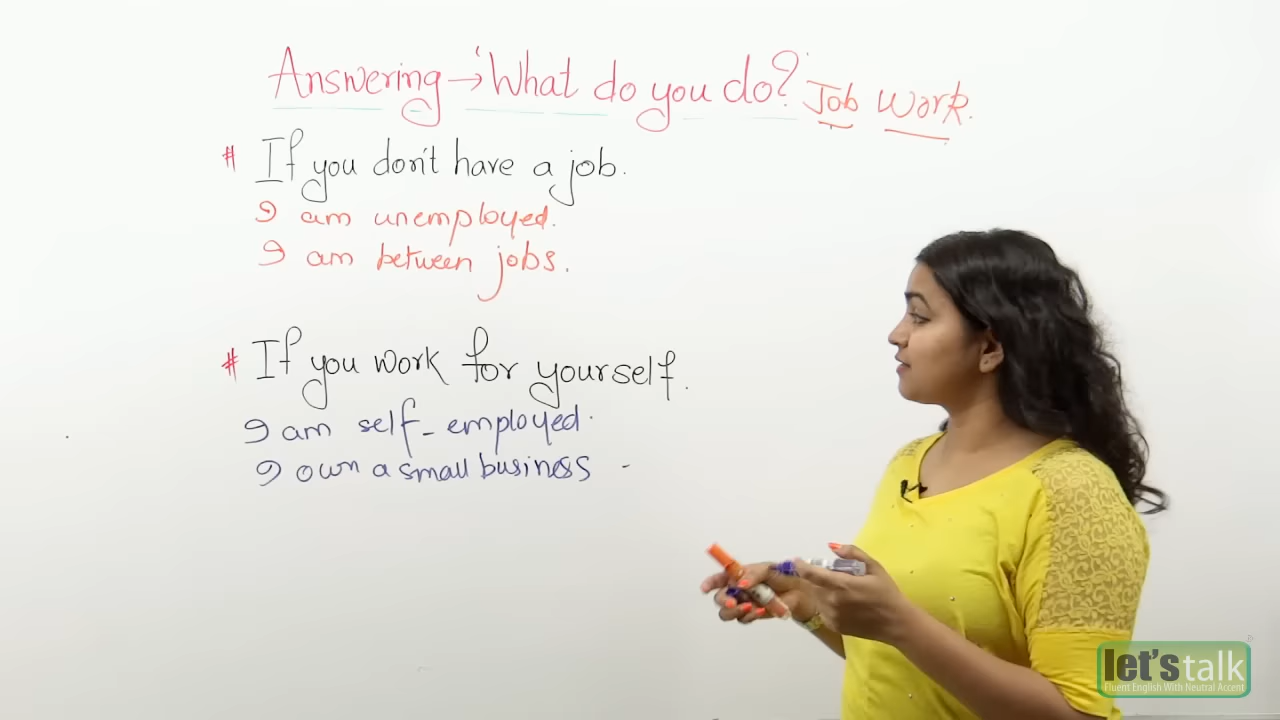 Answering → 'What do you do?' Job Work.
# If you don't have a job.
I am unemployed.
I am between jobs.
# If you work for yourself.
I am self-employed.
I own a small business
let's talk
Fluent English With Neutral Accent